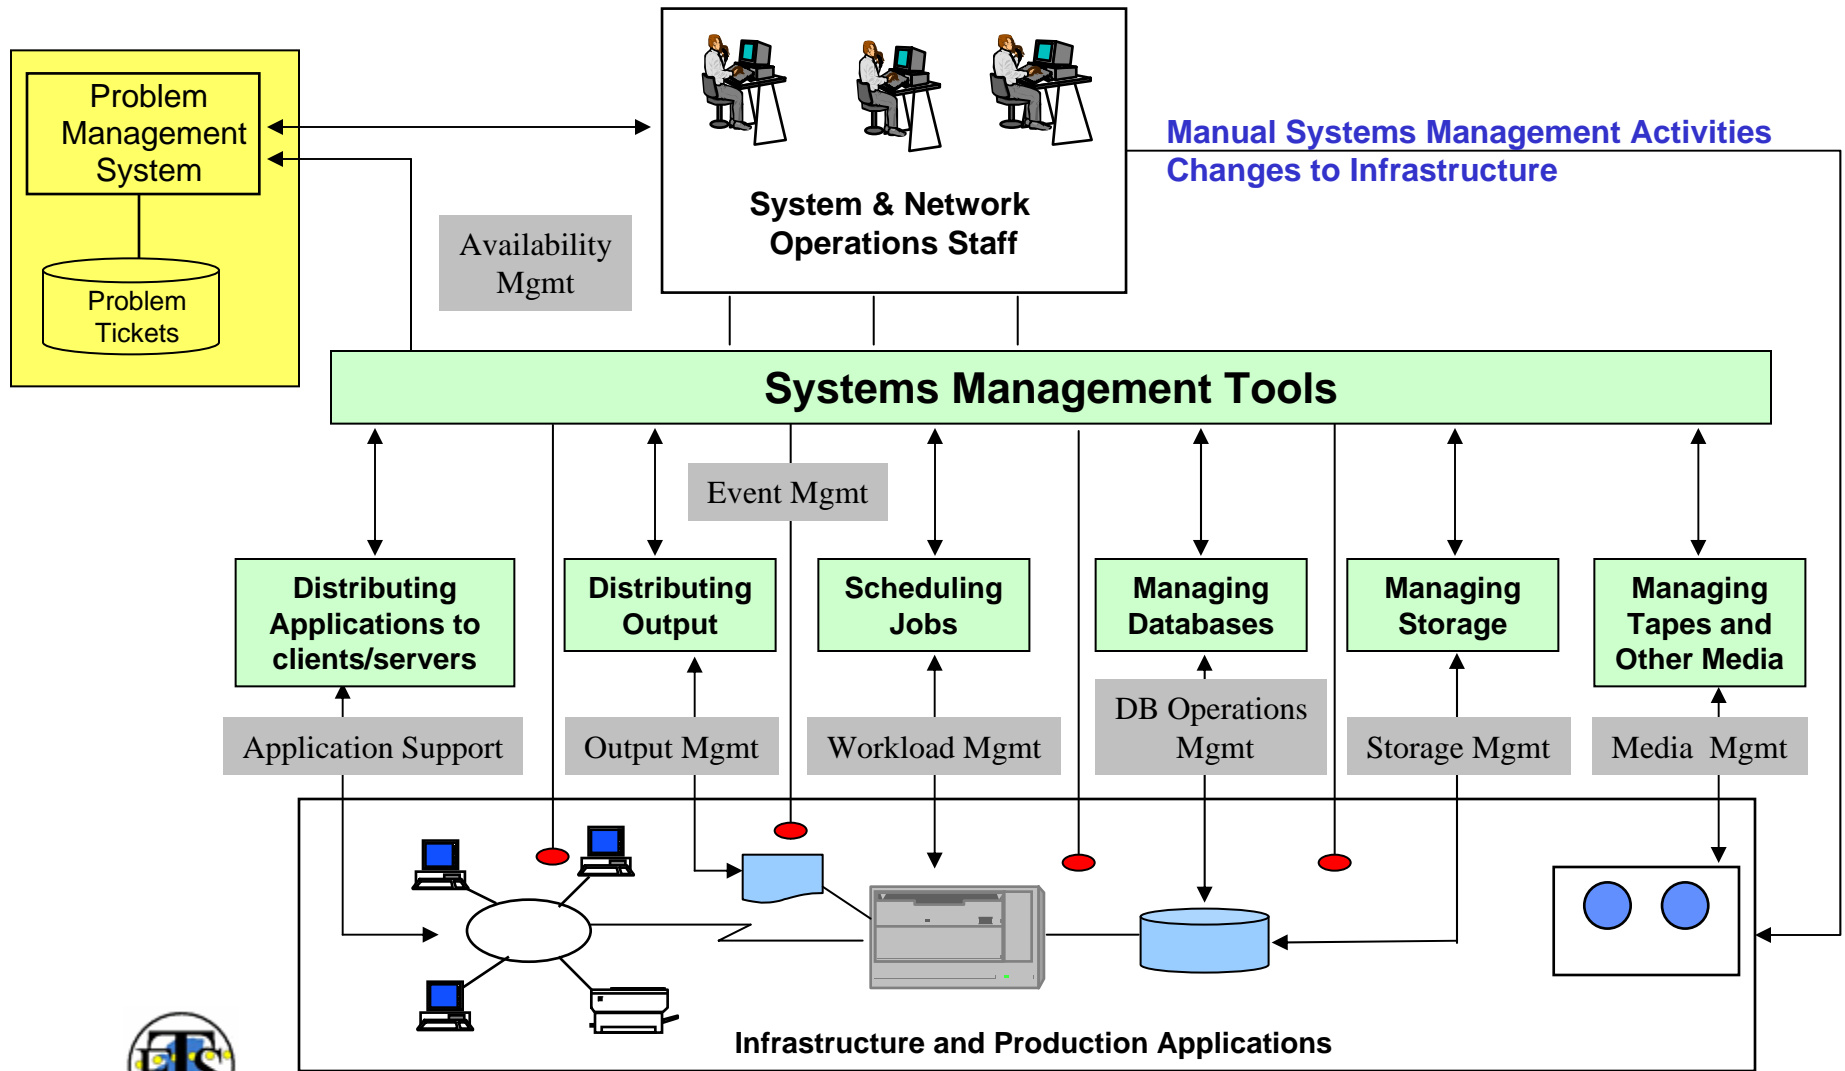 Problem
Management
System
Problem
Tickets
Availability
Mgmt
System & Network
Operations Staff
Manual Systems Management Activities
Changes to Infrastructure
Systems Management Tools
Event Mgmt
Distributing
Applications to
clients/servers
Distributing
Output
Scheduling
Jobs
Managing
Databases
Managing
Storage
Managing
Tapes and
Other Media
Application Support
Output Mgmt
Workload Mgmt
DB Operations
Mgmt
Storage Mgmt
Media  Mgmt
Infrastructure and Production Applications